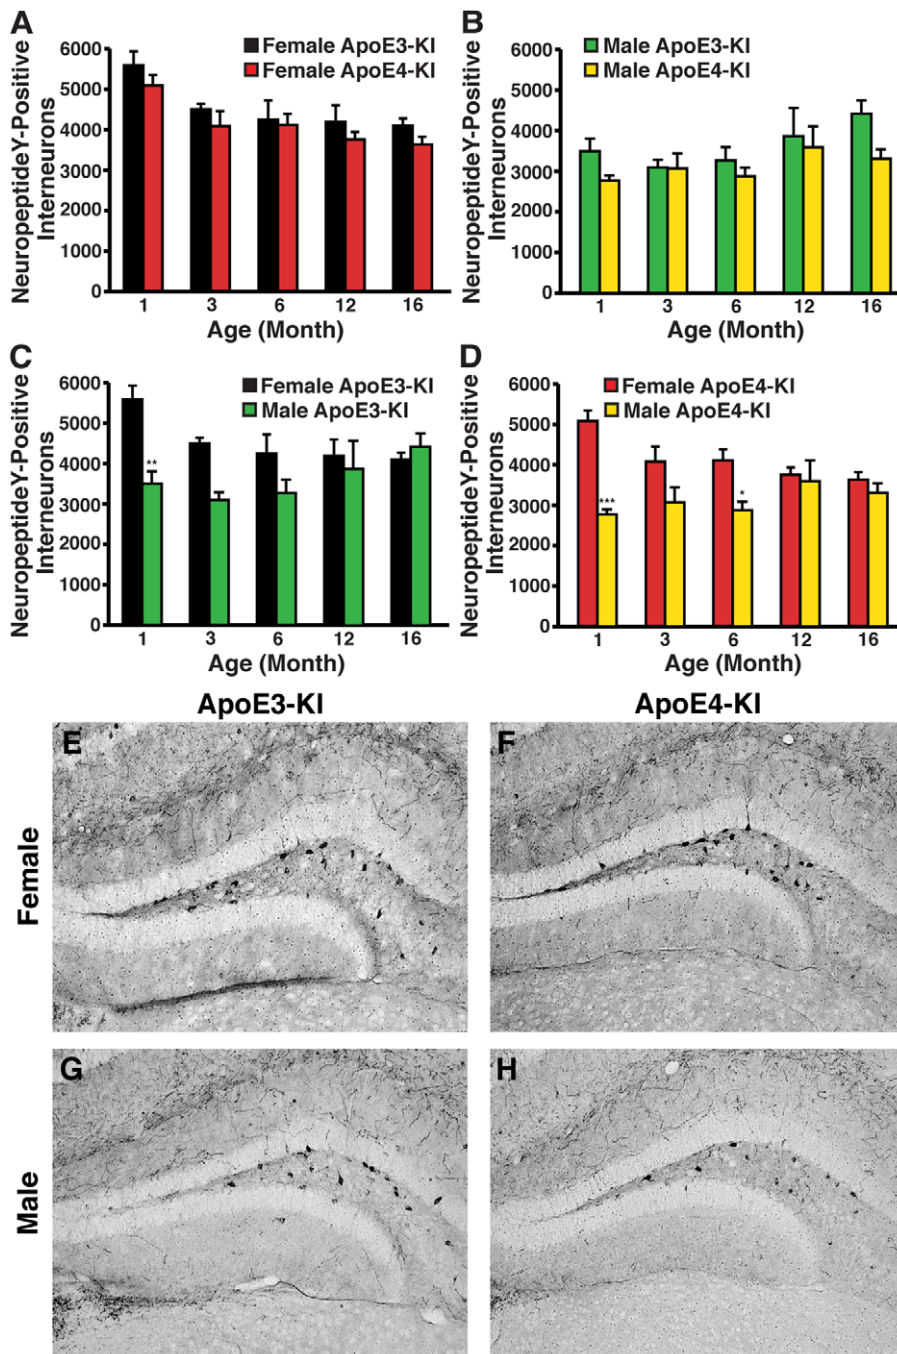 A
NeuropeptideY-Positive
Interneurons
6000
5000
4000
3000
2000
1000
0
Female ApoE3-KI
Female ApoE4-KI
1 3 6 12 16
Age (Month)
B
NeuropeptideY-Positive
Interneurons
6000
5000
4000
3000
2000
1000
0
Male ApoE3-KI
Male ApoE4-KI
1 3 6 12 16
Age (Month)
C
NeuropeptideY-Positive
Interneurons
6000
5000
4000
3000
2000
1000
0
Female ApoE3-KI
Male ApoE3-KI
**
1 3 6 12 16
Age (Month)
D
NeuropeptideY-Positive
Interneurons
6000
5000
4000
3000
2000
1000
0
Female ApoE4-KI
Male ApoE4-KI
***
*
1 3 6 12 16
Age (Month)
ApoE3-KI
ApoE4-KI
Female
E
F
Male
G
H